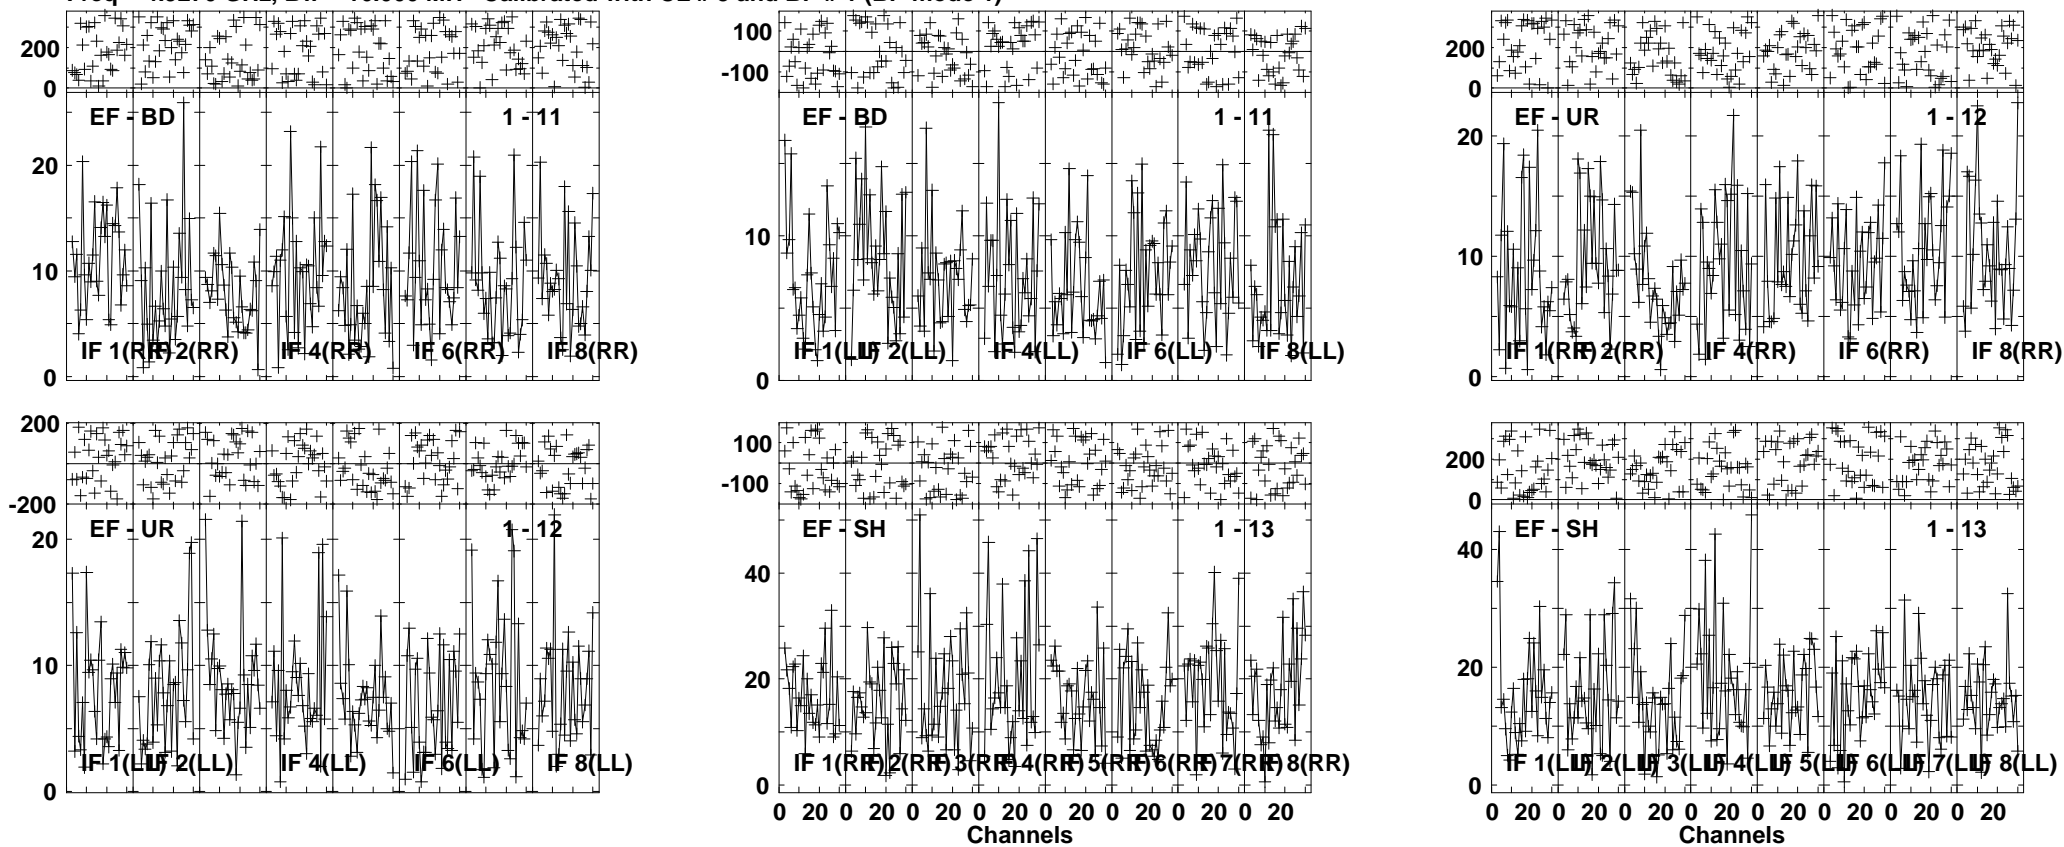 200
0
EF - BD
1 - 11
20
10
0
IF 1(RR)
IF 2(RR)
IF 4(RR)
IF 6(RR)
IF 8(RR)
100
-100
EF - BD
1 - 11
10
0
IF 1(LL)
IF 2(LL)
IF 4(LL)
IF 6(LL)
IF 8(LL)
200
0
EF - UR
1 - 12
20
10
0
IF 1(RR)
IF 2(RR)
IF 4(RR)
IF 6(RR)
IF 8(RR)
200
-200
EF - UR
1 - 12
20
10
0
IF 1(LL)
IF 2(LL)
IF 4(LL)
IF 6(LL)
IF 8(LL)
100
-100
EF - SH
1 - 13
40
20
0
IF 1(RR)
IF 2(RR)
IF 3(RR)
IF 4(RR)
IF 5(RR)
IF 6(RR)
IF 7(RR)
IF 8(RR)
0 20 0 20 0 20 0 20 0 20 0 20 0 20 0 20
Channels
200
0
EF - SH
1 - 13
40
20
0
IF 1(LL)
IF 2(LL)
IF 3(LL)
IF 4(LL)
IF 5(LL)
IF 6(LL)
IF 7(LL)
IF 8(LL)
0 20 0 20 0 20 0 20 0 20 0 20 0 20 0 20
Channels